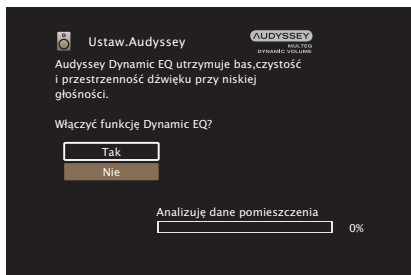 Ustaw.Audyssey
AUDYSSEY
MULTEQ
DYNAMIC VOLUME
Audyssey Dynamic EQ utrzymuje bas,czystość
i przestrzenność dźwięku przy niskiej
głośności.
Włączyć funkcję Dynamic EQ?
Tak
Nie
Analizuję dane pomieszczenia
0%